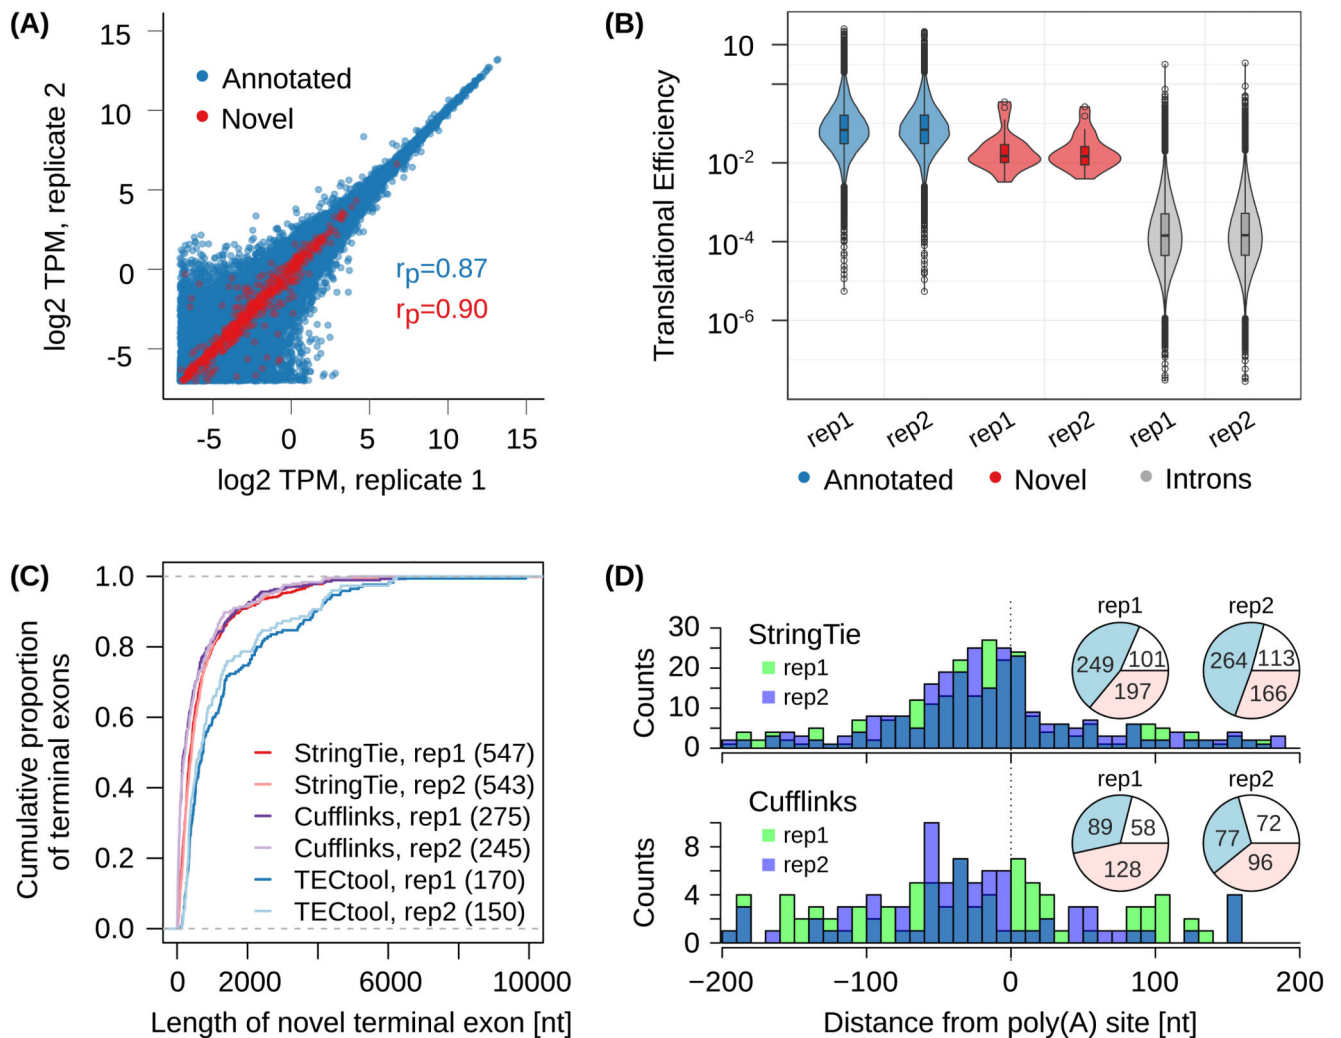 (A)
15
10
5
0
-5
log2 TPM, replicate 2
Annotated
Novel
rp=0.87
rp=0.90
-5 0 5 10 15
log2 TPM, replicate 1
(B)
10
10-2
10-4
10-6
Translational Efficiency
rep1 rep2 rep1 rep2 rep1 rep2
Annotated Novel Introns
(C)
1.0
0.8
0.6
0.4
0.2
0.0
Cumulative proportion
of terminal exons
StringTie, rep1 (547)
StringTie, rep2 (543)
Cufflinks, rep1 (275)
Cufflinks, rep2 (245)
TECtool, rep1 (170)
TECtool, rep2 (150)
0 2000 6000 10000
Length of novel terminal exon [nt]
(D)
30
20
10
0
Counts
StringTie
rep1
rep2
rep1
249
101
197
rep2
264
113
166
8
4
0
Counts
Cufflinks
rep1
rep2
rep1
89
58
128
rep2
77
72
96
−200 −100 0 100 200
Distance from poly(A) site [nt]